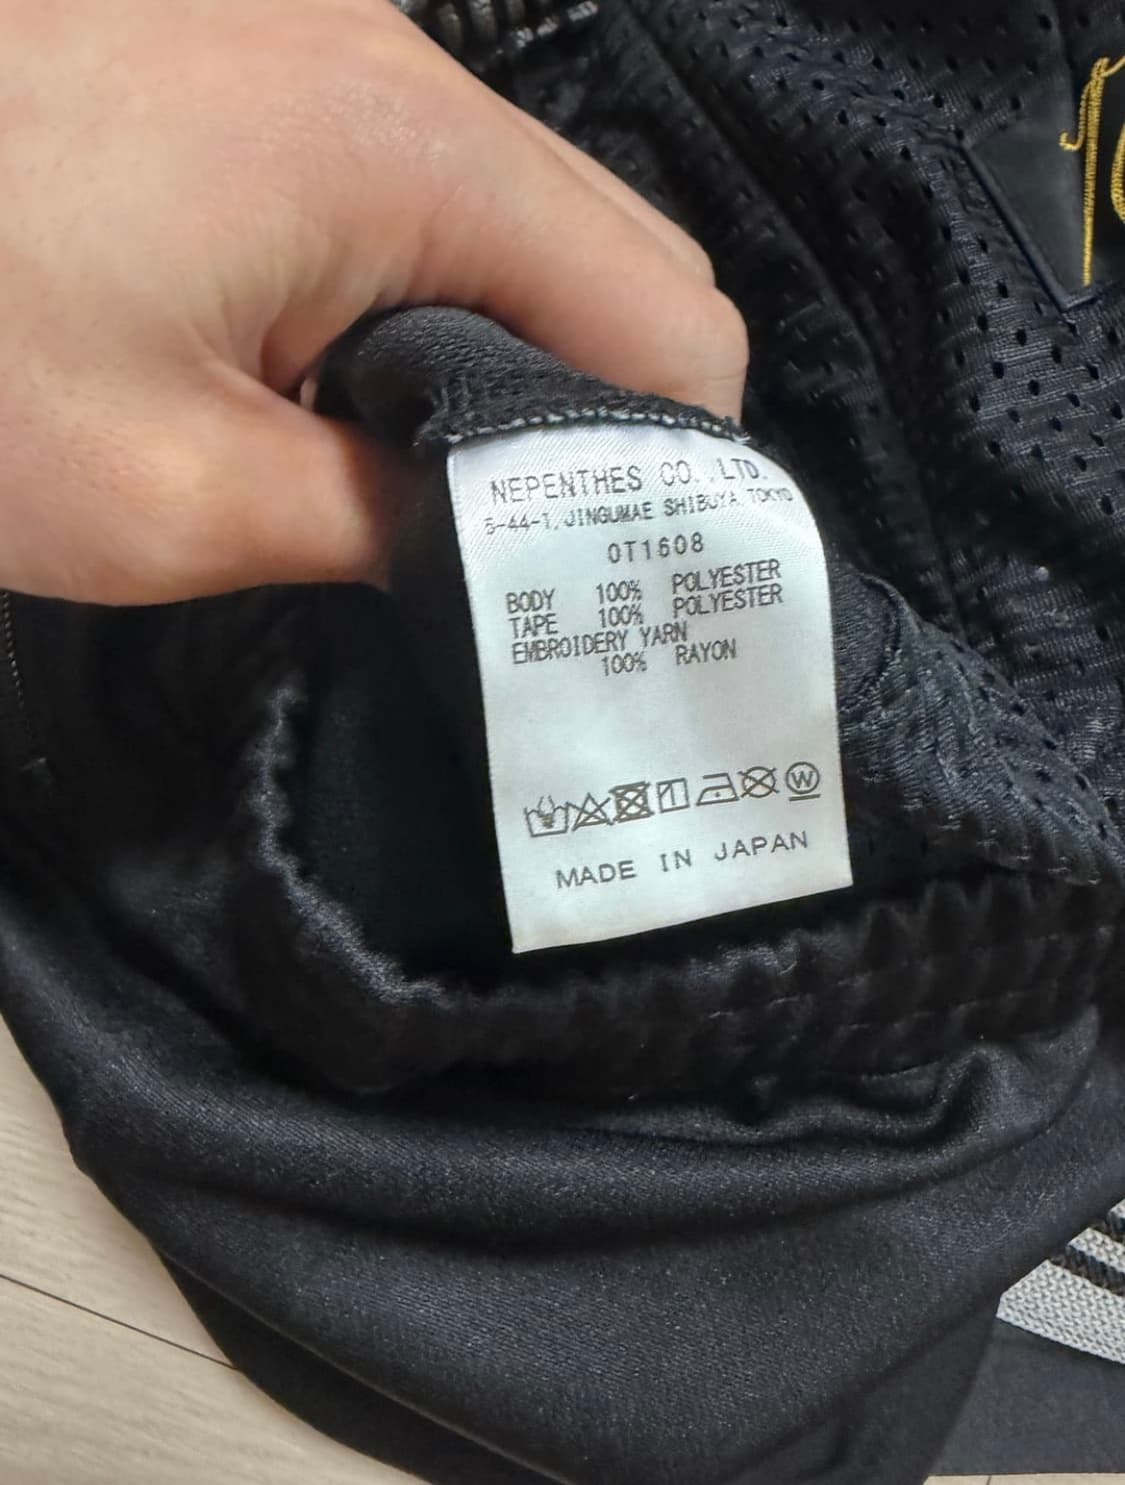 NEPENTHES CO.,LTD.
5-44-1, JINGUMAE SHIBUYA TOKYO
OT1608
BODY 100% POLYESTER
TAPE 100% POLYESTER
EMBROIDERY YARN
100% RAYON
W
MADE IN JAPAN